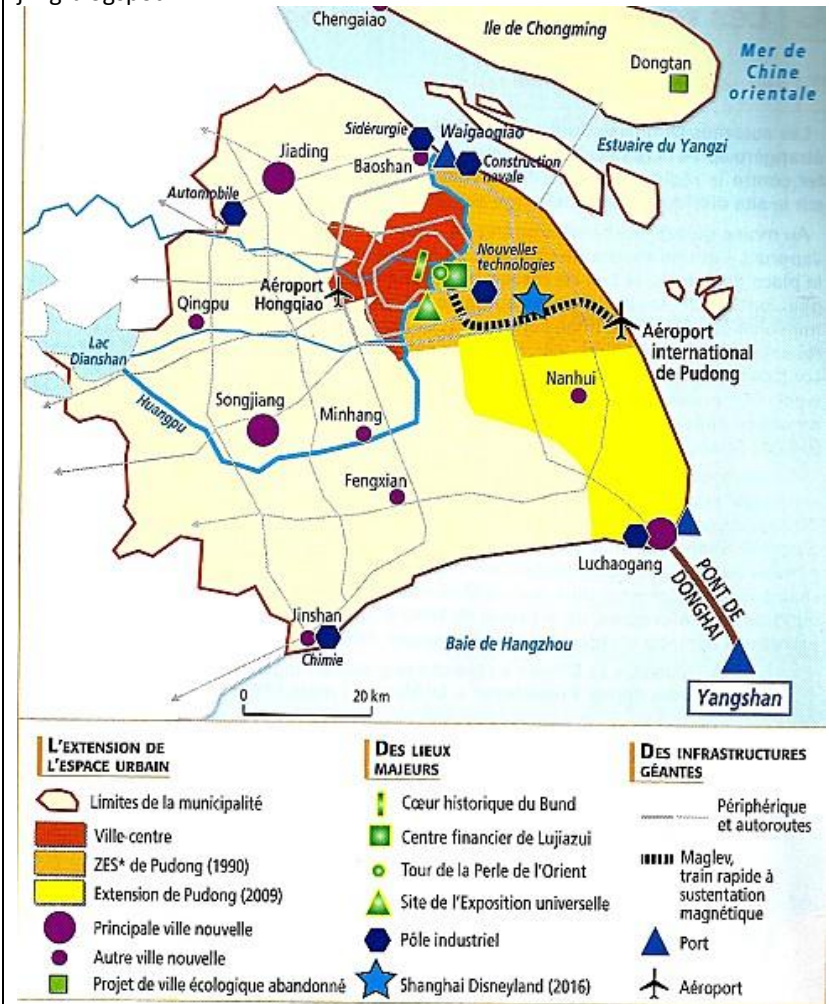 Chengaiao
Ile de Chongming
Mer de
Chine
orientale
Dongtan
Sidérurgie
Waigaoqiao
Estuaire du Yangzi
Jiading
Baoshan
Construction
navale
Automobile
Nouvelles
technologies
Aéroport
Hongqiao
Qingpu
Aéroport
international
de Pudong
Lac
Dianshan
Nanhui
Songjiang
Minhang
Huangpu
Fengxian
Luchaogang
PONT DE
DONGHAI
Jinshan
Chimie
Baie de Hangzhou
0 20 km
Yangshan
L'EXTENSION DE
L'ESPACE URBAIN
Limites de la municipalité
Ville-centre
ZES* de Pudong (1990)
Extension de Pudong (2009)
Principale ville nouvelle
Autre ville nouvelle
Projet de ville écologique abandonné
DES LIEUX
MAJEURS
Cœur historique du Bund
Centre financier de Lujiazui
Tour de la Perle de l'Orient
Site de l'Exposition universelle
Pôle industriel
Shanghai Disneyland (2016)
DES INFRASTRUCTURES
GÉANTES
Périphérique
et autoroutes
Maglev,
train rapide à
sustentation
magnétique
Port
Aéroport